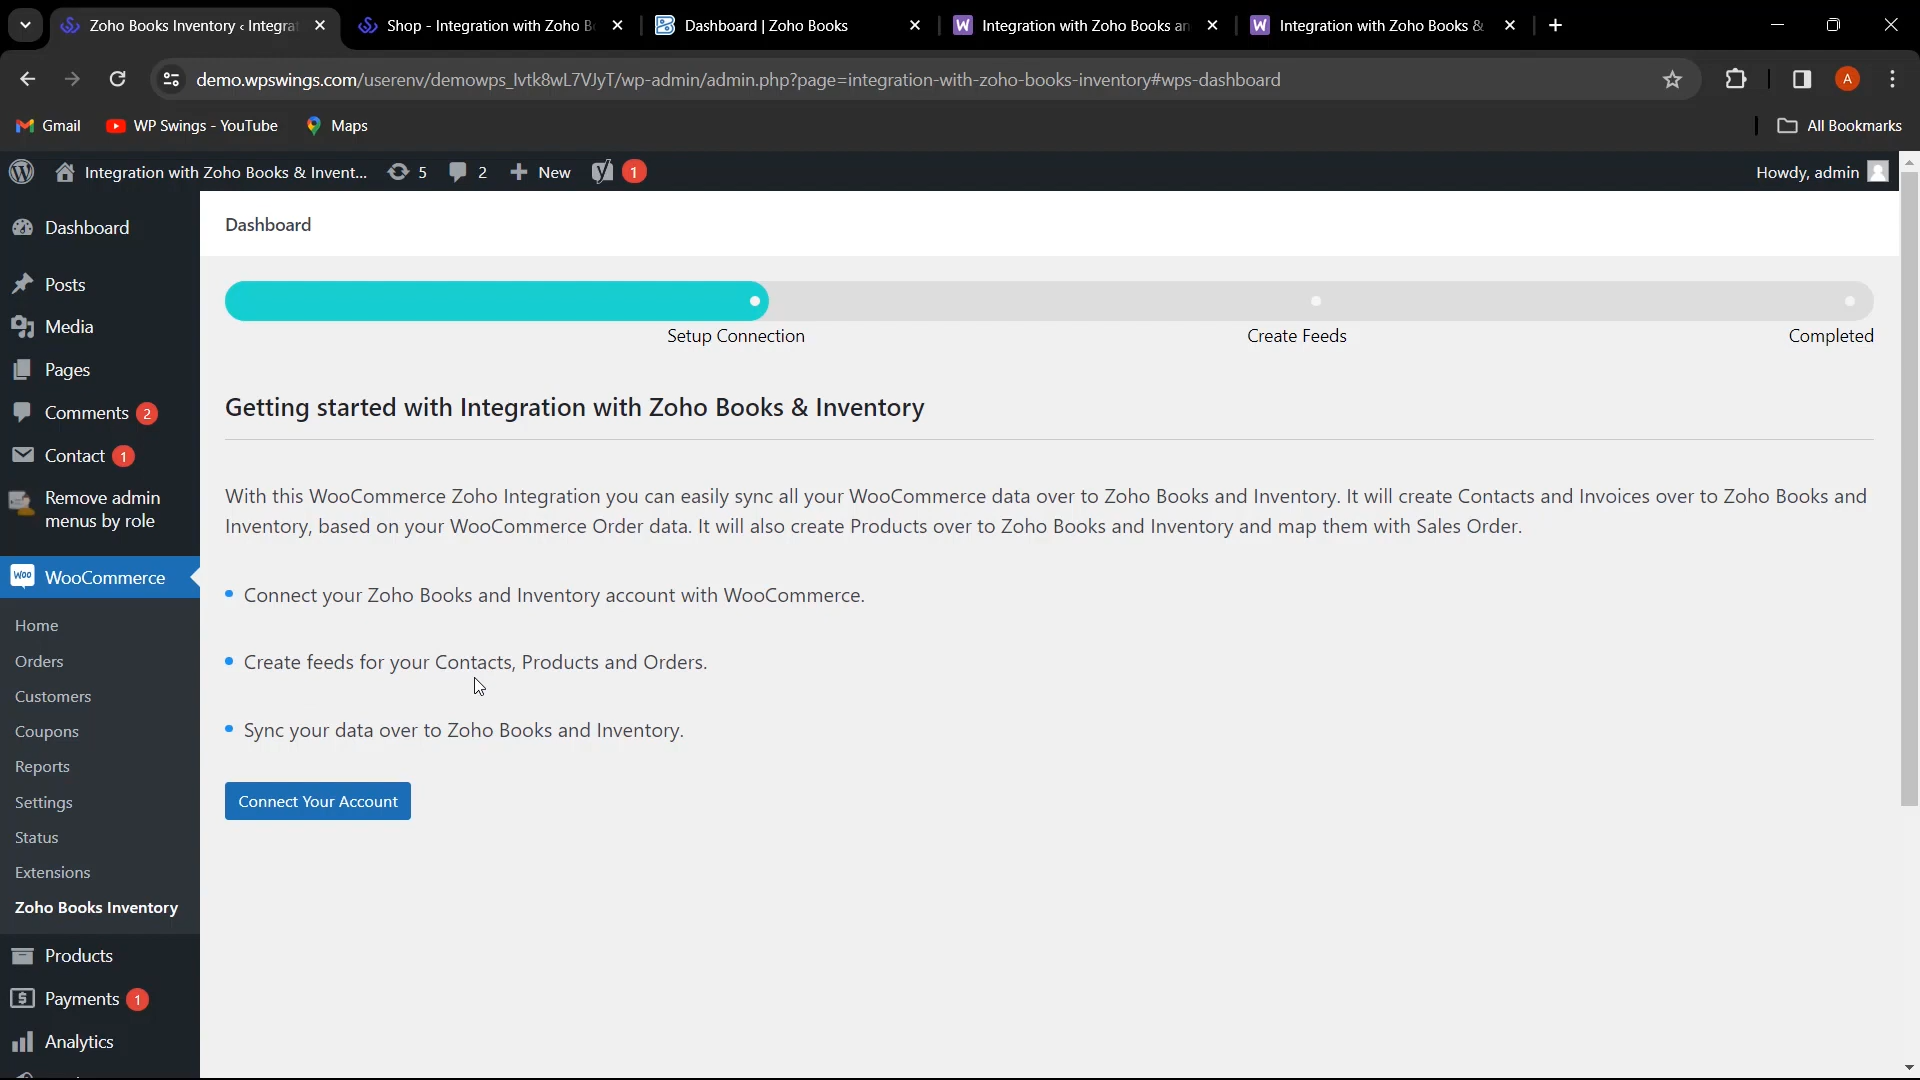 Zoho Books Inventory ‹ Integra
Shop - Integration with Zoho B
Dashboard | Zoho Books
Integration with Zoho Books an
Integration with Zoho Books &
demo.wpswings.com/userenv/demowps_lvtk8wL7VJyT/wp-admin/admin.php?page=integration-with-zoho-books-inventory#wps-dashboard
A
Gmail
WP Swings - YouTube
Maps
All Bookmarks
Integration with Zoho Books & Invent...
5
2
New
1
Howdy, admin
Dashboard
Posts
Media
Pages
Comments 2
Contact 1
Remove admin
menus by role
WooCommerce
Home
Orders
Customers
Coupons
Reports
Settings
Status
Extensions
Zoho Books Inventory
Products
Payments 1
Analytics
Dashboard
Setup Connection
Create Feeds
Completed
Getting started with Integration with Zoho Books & Inventory
With this WooCommerce Zoho Integration you can easily sync all your WooCommerce data over to Zoho Books and Inventory. It will create Contacts and Invoices over to Zoho Books and
Inventory, based on your WooCommerce Order data. It will also create Products over to Zoho Books and Inventory and map them with Sales Order.
Connect your Zoho Books and Inventory account with WooCommerce.
Create feeds for your Contacts, Products and Orders.
Sync your data over to Zoho Books and Inventory.
Connect Your Account